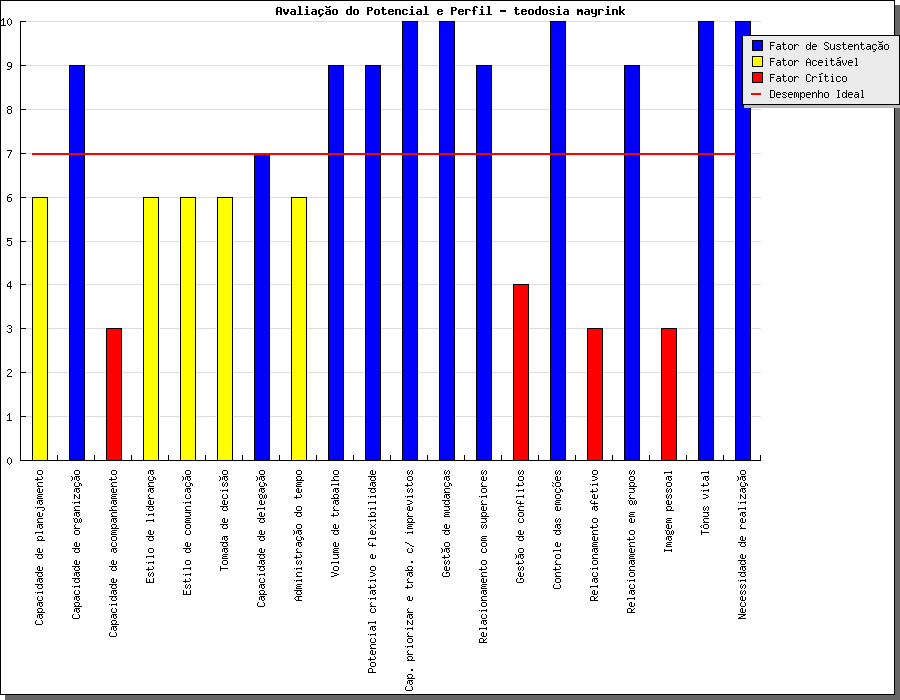 Avaliação do Potencial e Perfil - teodosia mayrink
10
9
8
7
6
5
4
3
2
1
0
Fator de Sustentação
Fator Aceitável
Fator Crítico
Desempenho Ideal
Capacidade de planejamento
Capacidade de organização
Capacidade de acompanhamento
Estilo de liderança
Estilo de comunicação
Tomada de decisão
Capacidade de delegação
Administração do tempo
Volume de trabalho
Potencial criativo e flexibilidade
Cap. priorizar e trab. c/ imprevistos
Gestão de mudanças
Relacionamento com superiores
Gestão de conflitos
Controle das emoções
Relacionamento afetivo
Relacionamento em grupos
Imagem pessoal
Tônus vital
Necessidade de realização